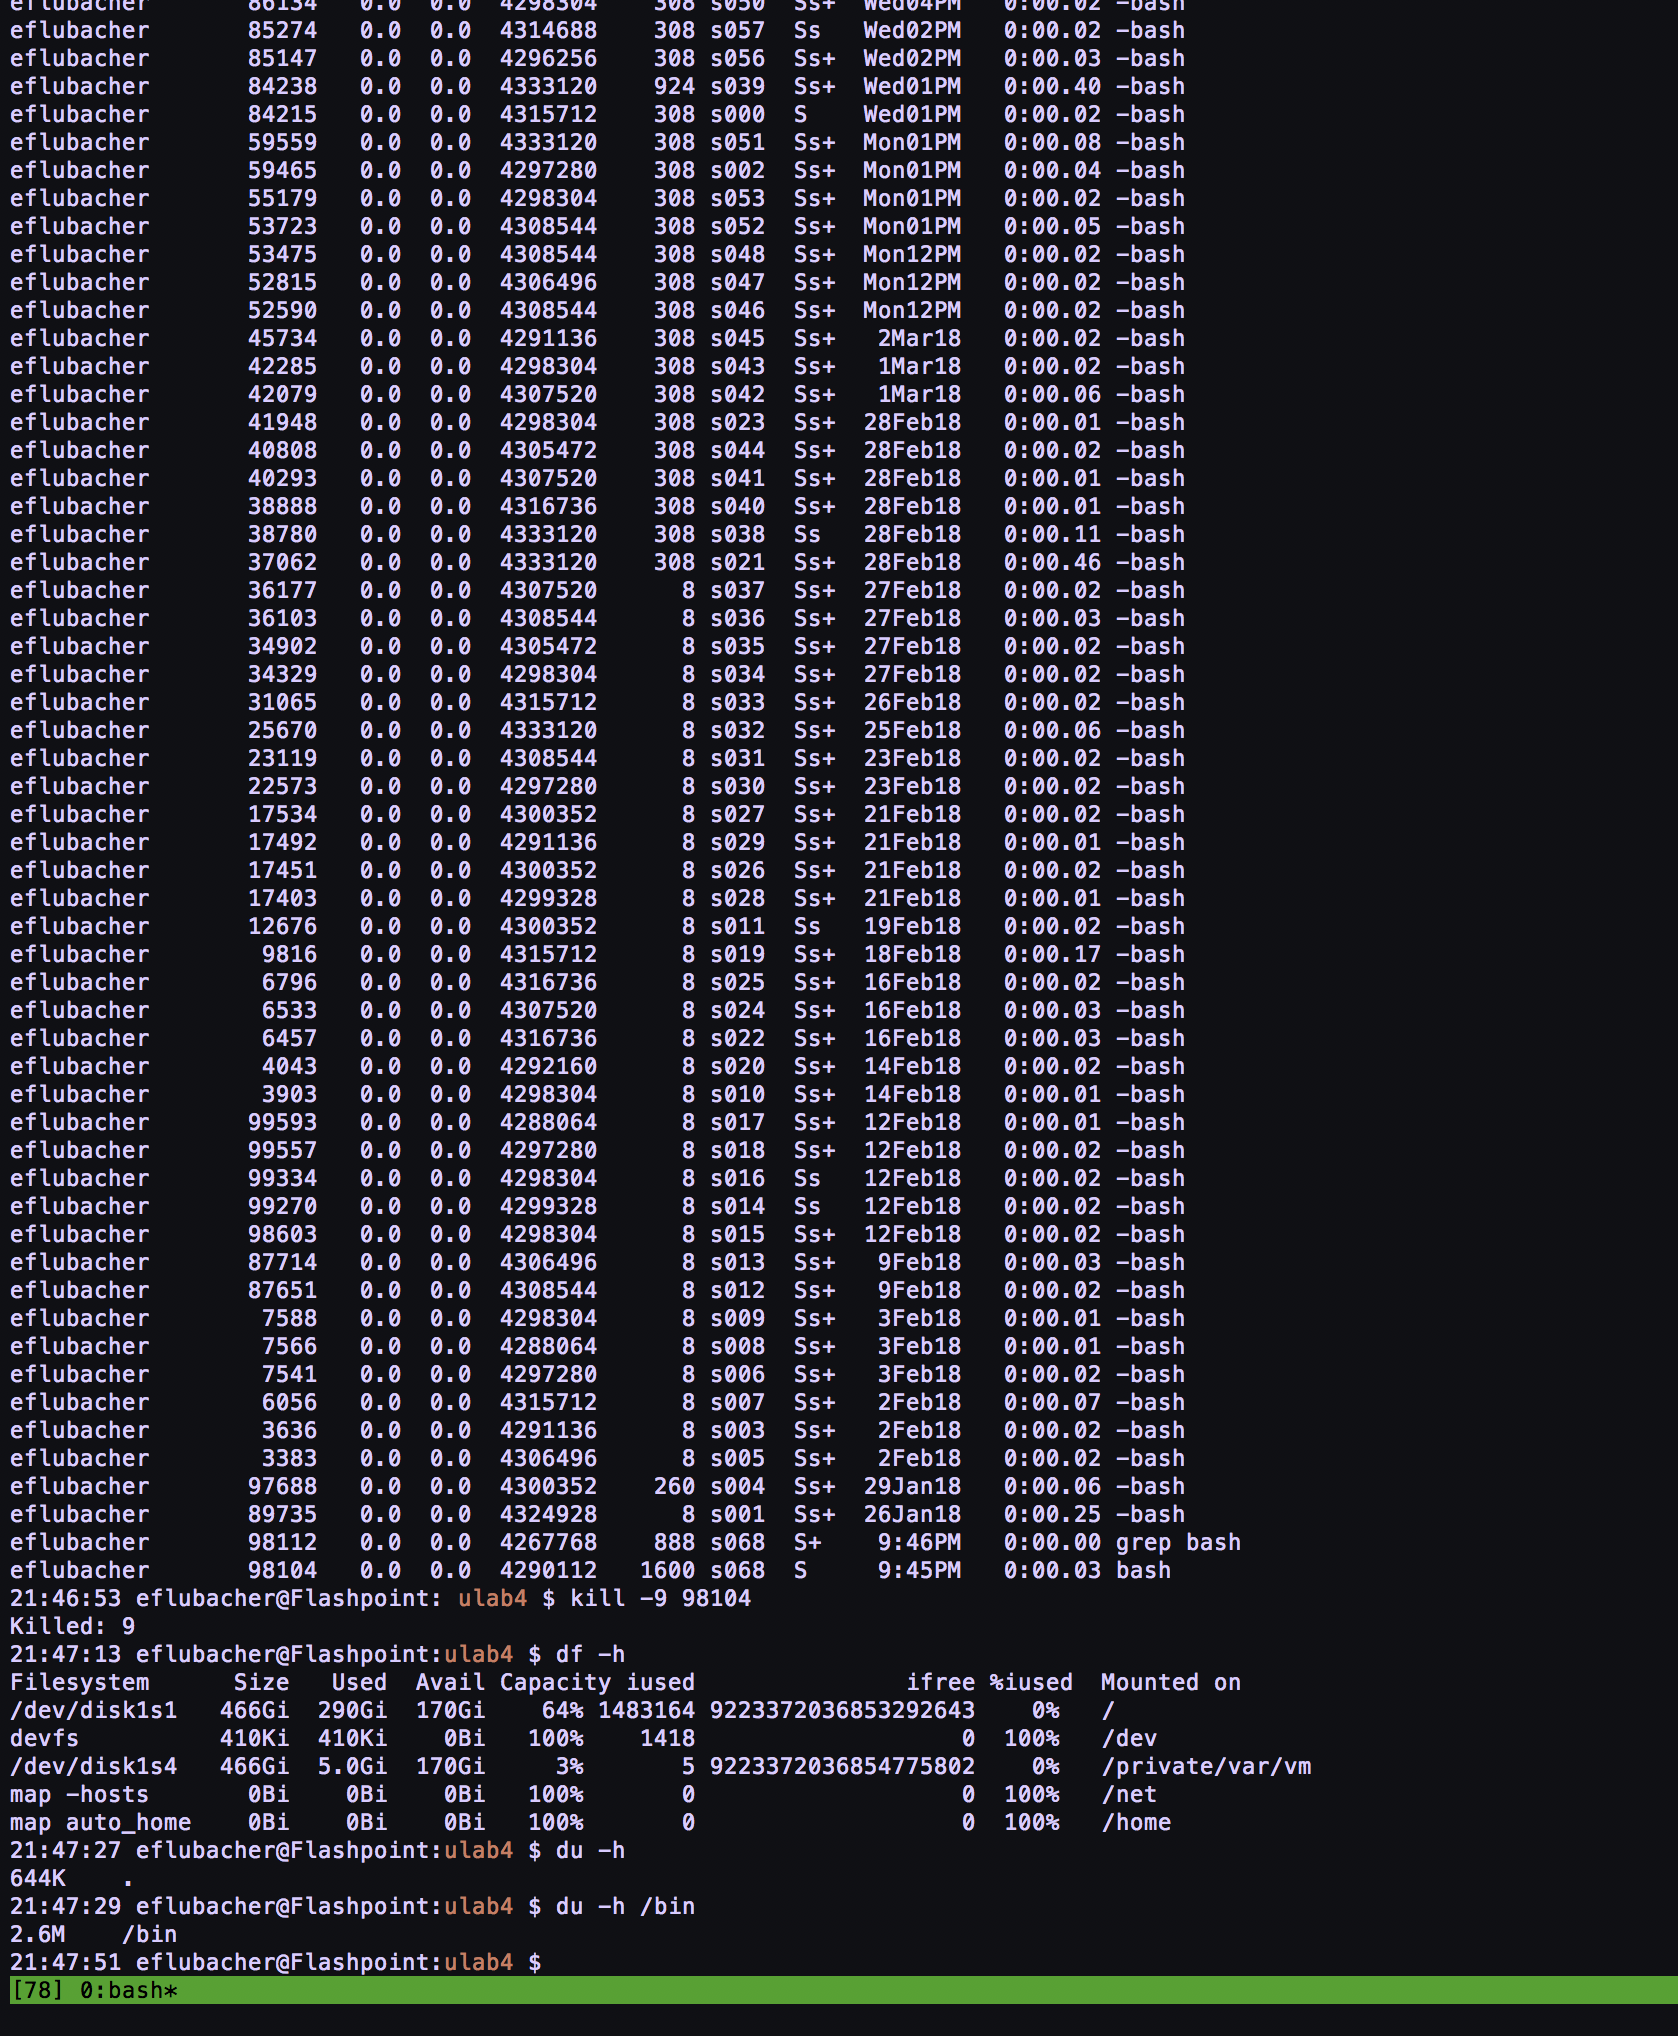 eflubacher       86134   0.0  0.0  4298304    308 s050  Ss+  Wed04PM   0:00.02 -bash
eflubacher       85274   0.0  0.0  4314688    308 s057  Ss   Wed02PM   0:00.02 -bash
eflubacher       85147   0.0  0.0  4296256    308 s056  Ss+  Wed02PM   0:00.03 -bash
eflubacher       84238   0.0  0.0  4333120    924 s039  Ss+  Wed01PM   0:00.40 -bash
eflubacher       84215   0.0  0.0  4315712    308 s000  S    Wed01PM   0:00.02 -bash
eflubacher       59559   0.0  0.0  4333120    308 s051  Ss+  Mon01PM   0:00.08 -bash
eflubacher       59465   0.0  0.0  4297280    308 s002  Ss+  Mon01PM   0:00.04 -bash
eflubacher       55179   0.0  0.0  4298304    308 s053  Ss+  Mon01PM   0:00.02 -bash
eflubacher       53723   0.0  0.0  4308544    308 s052  Ss+  Mon01PM   0:00.05 -bash
eflubacher       53475   0.0  0.0  4308544    308 s048  Ss+  Mon12PM   0:00.02 -bash
eflubacher       52815   0.0  0.0  4306496    308 s047  Ss+  Mon12PM   0:00.02 -bash
eflubacher       52590   0.0  0.0  4308544    308 s046  Ss+  Mon12PM   0:00.02 -bash
eflubacher       45734   0.0  0.0  4291136    308 s045  Ss+   2Mar18   0:00.02 -bash
eflubacher       42285   0.0  0.0  4298304    308 s043  Ss+   1Mar18   0:00.02 -bash
eflubacher       42079   0.0  0.0  4307520    308 s042  Ss+   1Mar18   0:00.06 -bash
eflubacher       41948   0.0  0.0  4298304    308 s023  Ss+  28Feb18   0:00.01 -bash
eflubacher       40808   0.0  0.0  4305472    308 s044  Ss+  28Feb18   0:00.02 -bash
eflubacher       40293   0.0  0.0  4307520    308 s041  Ss+  28Feb18   0:00.01 -bash
eflubacher       38888   0.0  0.0  4316736    308 s040  Ss+  28Feb18   0:00.01 -bash
eflubacher       38780   0.0  0.0  4333120    308 s038  Ss   28Feb18   0:00.11 -bash
eflubacher       37062   0.0  0.0  4333120    308 s021  Ss+  28Feb18   0:00.46 -bash
eflubacher       36177   0.0  0.0  4307520      8 s037  Ss+  27Feb18   0:00.02 -bash
eflubacher       36103   0.0  0.0  4308544      8 s036  Ss+  27Feb18   0:00.03 -bash
eflubacher       34902   0.0  0.0  4305472      8 s035  Ss+  27Feb18   0:00.02 -bash
eflubacher       34329   0.0  0.0  4298304      8 s034  Ss+  27Feb18   0:00.02 -bash
eflubacher       31065   0.0  0.0  4315712      8 s033  Ss+  26Feb18   0:00.02 -bash
eflubacher       25670   0.0  0.0  4333120      8 s032  Ss+  25Feb18   0:00.06 -bash
eflubacher       23119   0.0  0.0  4308544      8 s031  Ss+  23Feb18   0:00.02 -bash
eflubacher       22573   0.0  0.0  4297280      8 s030  Ss+  23Feb18   0:00.02 -bash
eflubacher       17534   0.0  0.0  4300352      8 s027  Ss+  21Feb18   0:00.02 -bash
eflubacher       17492   0.0  0.0  4291136      8 s029  Ss+  21Feb18   0:00.01 -bash
eflubacher       17451   0.0  0.0  4300352      8 s026  Ss+  21Feb18   0:00.02 -bash
eflubacher       17403   0.0  0.0  4299328      8 s028  Ss+  21Feb18   0:00.01 -bash
eflubacher       12676   0.0  0.0  4300352      8 s011  Ss   19Feb18   0:00.02 -bash
eflubacher        9816   0.0  0.0  4315712      8 s019  Ss+  18Feb18   0:00.17 -bash
eflubacher        6796   0.0  0.0  4316736      8 s025  Ss+  16Feb18   0:00.02 -bash
eflubacher        6533   0.0  0.0  4307520      8 s024  Ss+  16Feb18   0:00.03 -bash
eflubacher        6457   0.0  0.0  4316736      8 s022  Ss+  16Feb18   0:00.03 -bash
eflubacher        4043   0.0  0.0  4292160      8 s020  Ss+  14Feb18   0:00.02 -bash
eflubacher        3903   0.0  0.0  4298304      8 s010  Ss+  14Feb18   0:00.01 -bash
eflubacher       99593   0.0  0.0  4288064      8 s017  Ss+  12Feb18   0:00.01 -bash
eflubacher       99557   0.0  0.0  4297280      8 s018  Ss+  12Feb18   0:00.02 -bash
eflubacher       99334   0.0  0.0  4298304      8 s016  Ss   12Feb18   0:00.02 -bash
eflubacher       99270   0.0  0.0  4299328      8 s014  Ss   12Feb18   0:00.02 -bash
eflubacher       98603   0.0  0.0  4298304      8 s015  Ss+  12Feb18   0:00.02 -bash
eflubacher       87714   0.0  0.0  4306496      8 s013  Ss+   9Feb18   0:00.03 -bash
eflubacher       87651   0.0  0.0  4308544      8 s012  Ss+   9Feb18   0:00.02 -bash
eflubacher        7588   0.0  0.0  4298304      8 s009  Ss+   3Feb18   0:00.01 -bash
eflubacher        7566   0.0  0.0  4288064      8 s008  Ss+   3Feb18   0:00.01 -bash
eflubacher        7541   0.0  0.0  4297280      8 s006  Ss+   3Feb18   0:00.02 -bash
eflubacher        6056   0.0  0.0  4315712      8 s007  Ss+   2Feb18   0:00.07 -bash
eflubacher        3636   0.0  0.0  4291136      8 s003  Ss+   2Feb18   0:00.02 -bash
eflubacher        3383   0.0  0.0  4306496      8 s005  Ss+   2Feb18   0:00.02 -bash
eflubacher       97688   0.0  0.0  4300352    260 s004  Ss+  29Jan18   0:00.06 -bash
eflubacher       89735   0.0  0.0  4324928      8 s001  Ss+  26Jan18   0:00.25 -bash
eflubacher       98112   0.0  0.0  4267768    888 s068  S+    9:46PM   0:00.00 grep bash
eflubacher       98104   0.0  0.0  4290112   1600 s068  S     9:45PM   0:00.03 bash
21:46:53 eflubacher@Flashpoint: ulab4 $ kill -9 98104
Killed: 9
21:47:13 eflubacher@Flashpoint:ulab4 $ df -h
Filesystem      Size   Used  Avail Capacity iused               ifree %iused  Mounted on
/dev/disk1s1   466Gi  290Gi  170Gi    64% 1483164 9223372036853292643    0%   /
devfs          410Ki  410Ki    0Bi   100%    1418                   0  100%   /dev
/dev/disk1s4   466Gi  5.0Gi  170Gi     3%       5 9223372036854775802    0%   /private/var/vm
map -hosts       0Bi    0Bi    0Bi   100%       0                   0  100%   /net
map auto_home    0Bi    0Bi    0Bi   100%       0                   0  100%   /home
21:47:27 eflubacher@Flashpoint:ulab4 $ du -h
644K    .
21:47:29 eflubacher@Flashpoint:ulab4 $ du -h /bin
2.6M    /bin
21:47:51 eflubacher@Flashpoint:ulab4 $
[78] 0:bash*